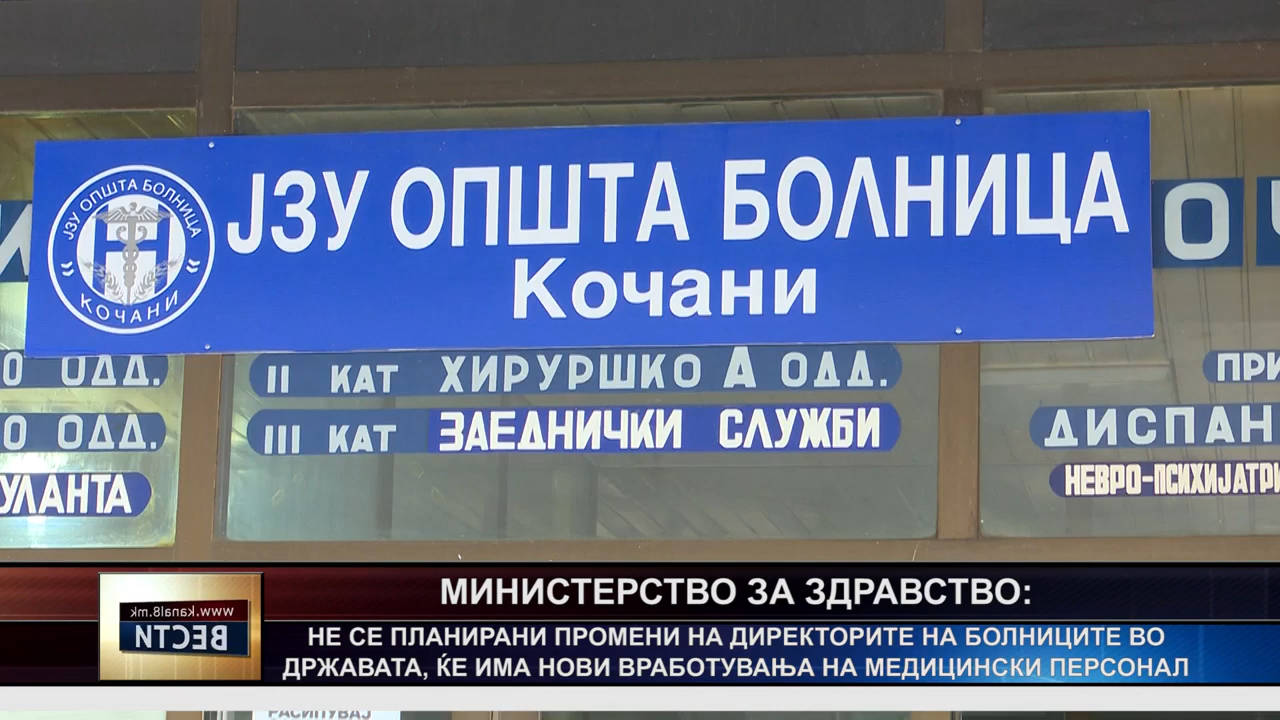 ЈЗУ ОПШТА БОЛНИЦА
КОЧАНИ
ЈЗУ ОПШТА БОЛНИЦА
Кочани
О ОДД.
II КАТ ХИРУРШКО А ОДД.
О ОДД.
III КАТ ЗАЕДНИЧКИ СЛУЖБИ
УЛАНТА
О
ПРИ
ДИСПАН
НЕВРО-ПСИХИЈАТРИ
МИНИСТЕРСТВО ЗА ЗДРАВСТВО:
www.kanal8.mk
ВЕСТИ
НЕ СЕ ПЛАНИРАНИ ПРОМЕНИ НА ДИРЕКТОРИТЕ НА БОЛНИЦИТЕ ВО
ДРЖАВАТА, ЌЕ ИМА НОВИ ВРАБОТУВАЊА НА МЕДИЦИНСКИ ПЕРСОНАЛ